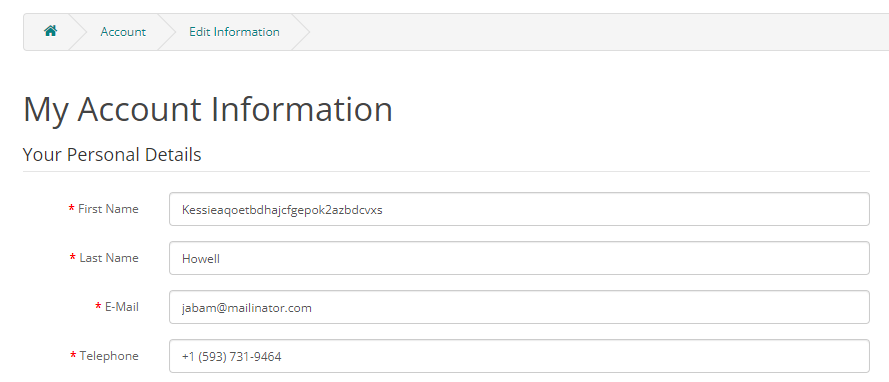 Account Edit Information
My Account Information
Your Personal Details
* First Name Kessieaqoetbdhajcfgepok2azbdcvxs
* Last Name Howell
* E-Mail jabam@mailinator.com
* Telephone +1 (593) 731-9464